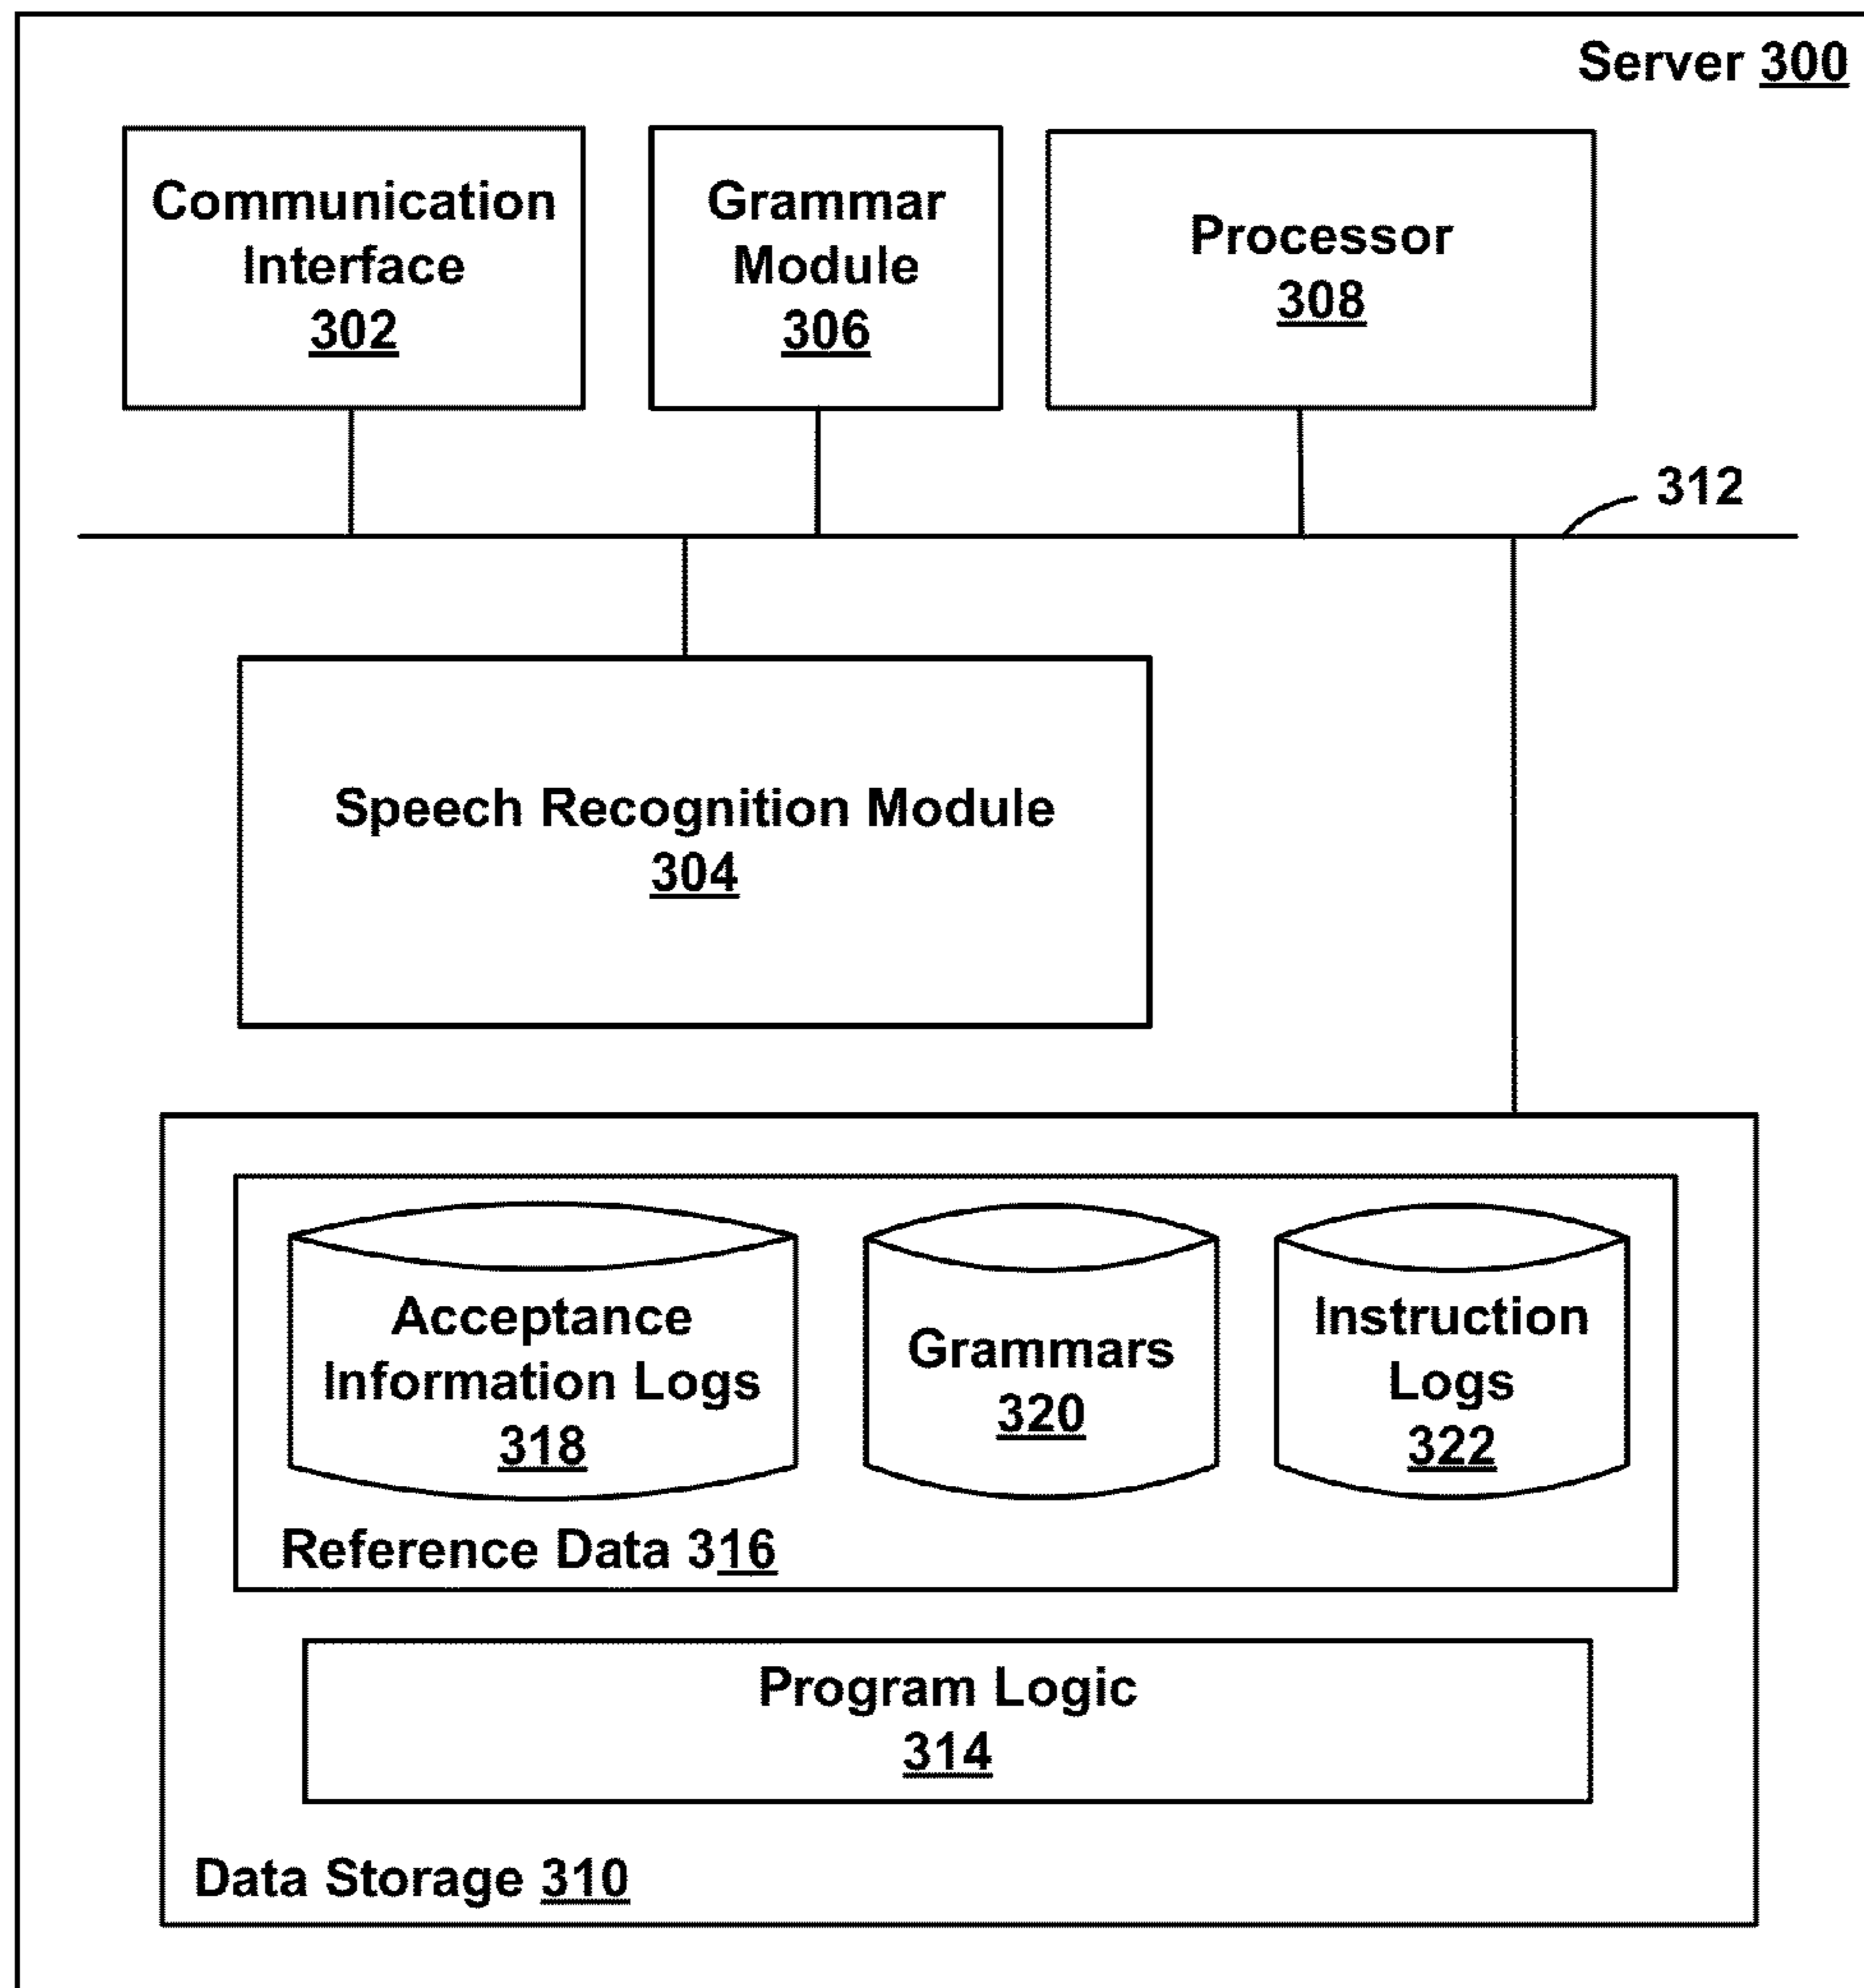 Server 300
Communication
Interface
302
Grammar
Module
306
Processor
308
312
Speech Recognition Module
304
Acceptance
Information Logs
318
Grammars
320
Instruction
Logs
322
Reference Data 316
Program Logic
314
Data Storage 310